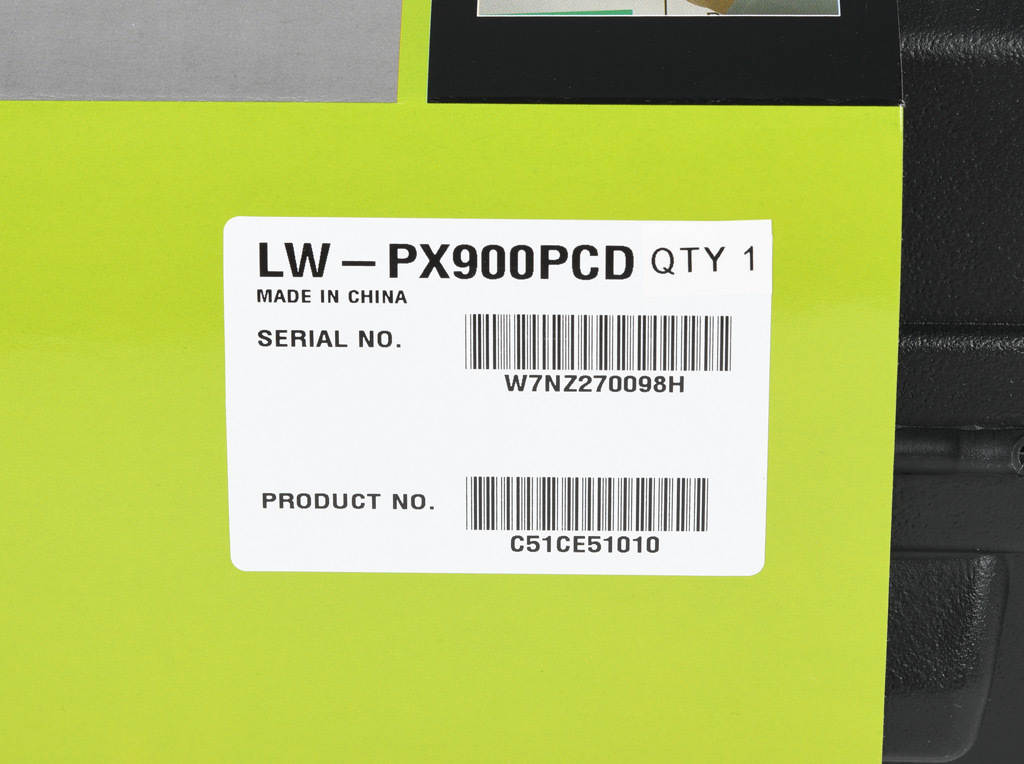 LW – PX900PCD QTY 1
MADE IN CHINA
SERIAL NO.
W7NZ270098H
PRODUCT NO.
C51CE51010